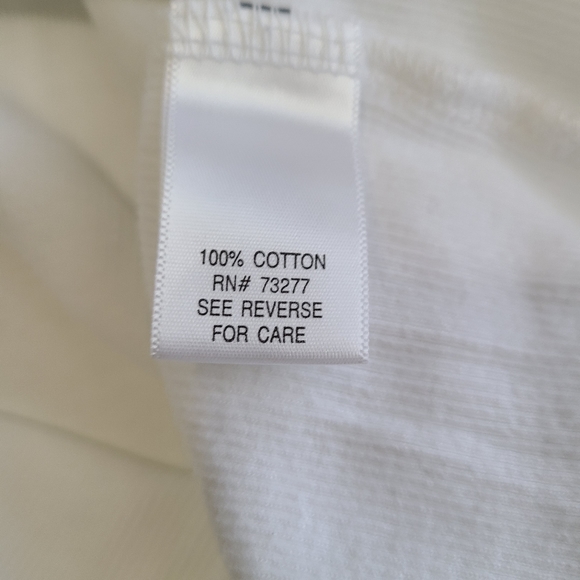 100% COTTON
RN# 73277
SEE REVERSE
FOR CARE